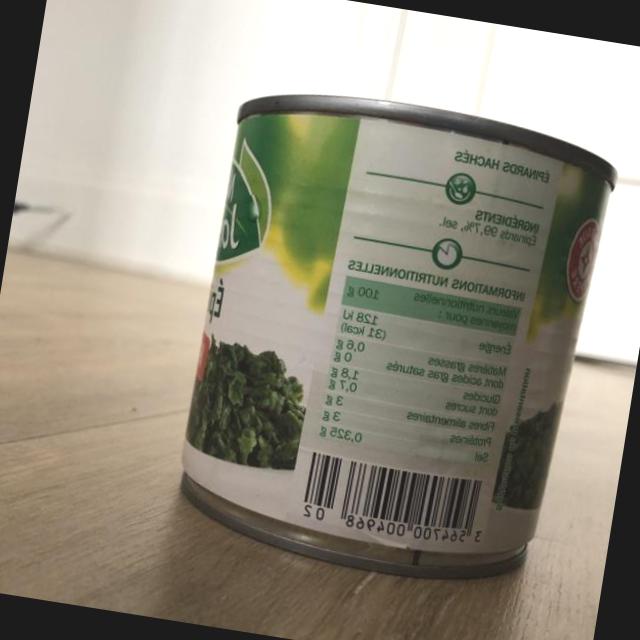 ÉPINARDS HACHÉS
INGRÉDIENTS
Épinards 99,7%, sel.
INFORMATIONS NUTRITIONNELLES
Valeurs nutritionnelles moyennes pour : 100 g
Énergie 128 kJ
(31 kcal)
Matières grasses 0,6 g
dont acides gras saturés 0 g
Glucides 1,8 g
dont sucres 0,7 g
Fibres alimentaires 3 g
Protéines 3 g
Sel 0,325 g
3 564700 004968 02